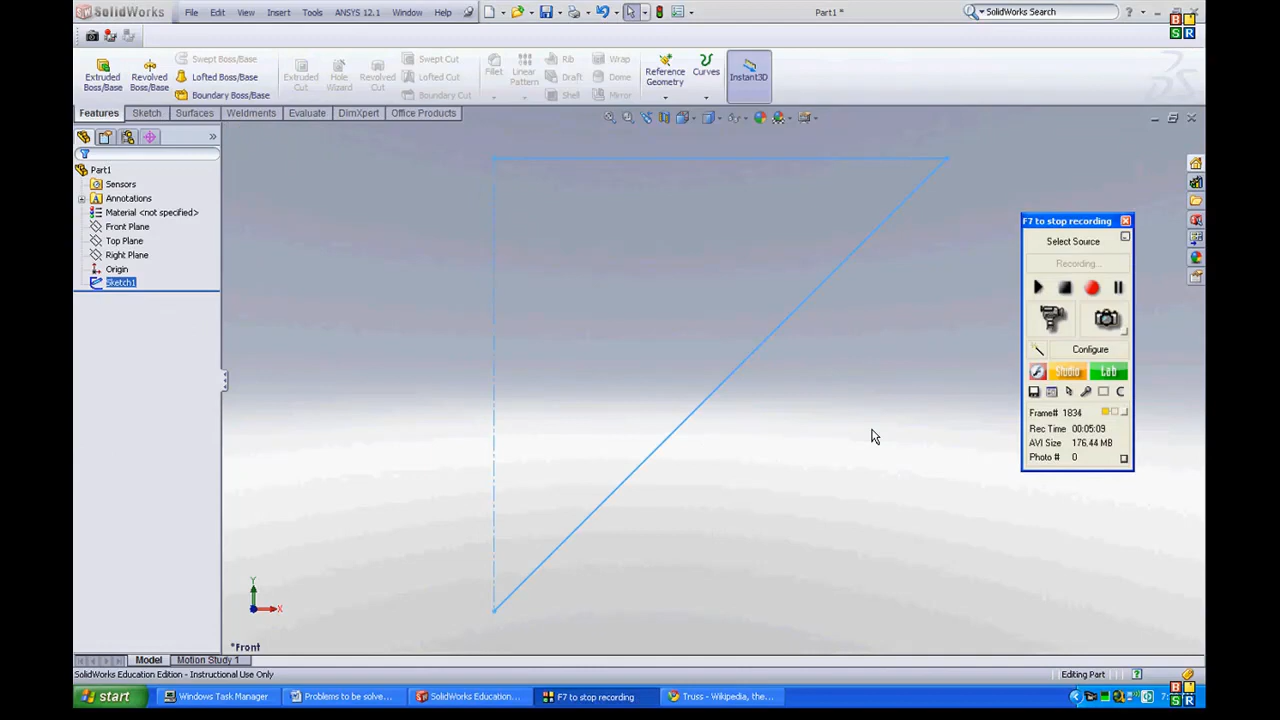 SolidWorks File Edit View Insert Tools ANSYS 12.1 Window Help Part1 * SolidWorks Search ?
B
S R
Extruded Boss/Base
Revolved Boss/Base
Swept Boss/Base
Lofted Boss/Base
Boundary Boss/Base
Extruded Cut
Hole Wizard
Revolved Cut
Swept Cut
Lofted Cut
Boundary Cut
Fillet
Linear Pattern
Rib
Draft
Shell
Wrap
Dome
Mirror
Reference Geometry
Curves
Instant3D
Features Sketch Surfaces Weldments Evaluate DimXpert Office Products
»
Part1
Sensors
Annotations
Material <not specified>
Front Plane
Top Plane
Right Plane
Origin
Sketch1
F7 to stop recording
Select Source
Recording...
Configure
Studio Lab
Frame# 1834
Rec Time 00:05:09
AVI Size 176.44 MB
Photo # 0
Y
X
*Front
Model Motion Study 1
SolidWorks Education Edition - Instructional Use Only Editing Part ?
start Windows Task Manager Problems to be solve... SolidWorks Education... F7 to stop recording Truss - Wikipedia, the...
B
S R